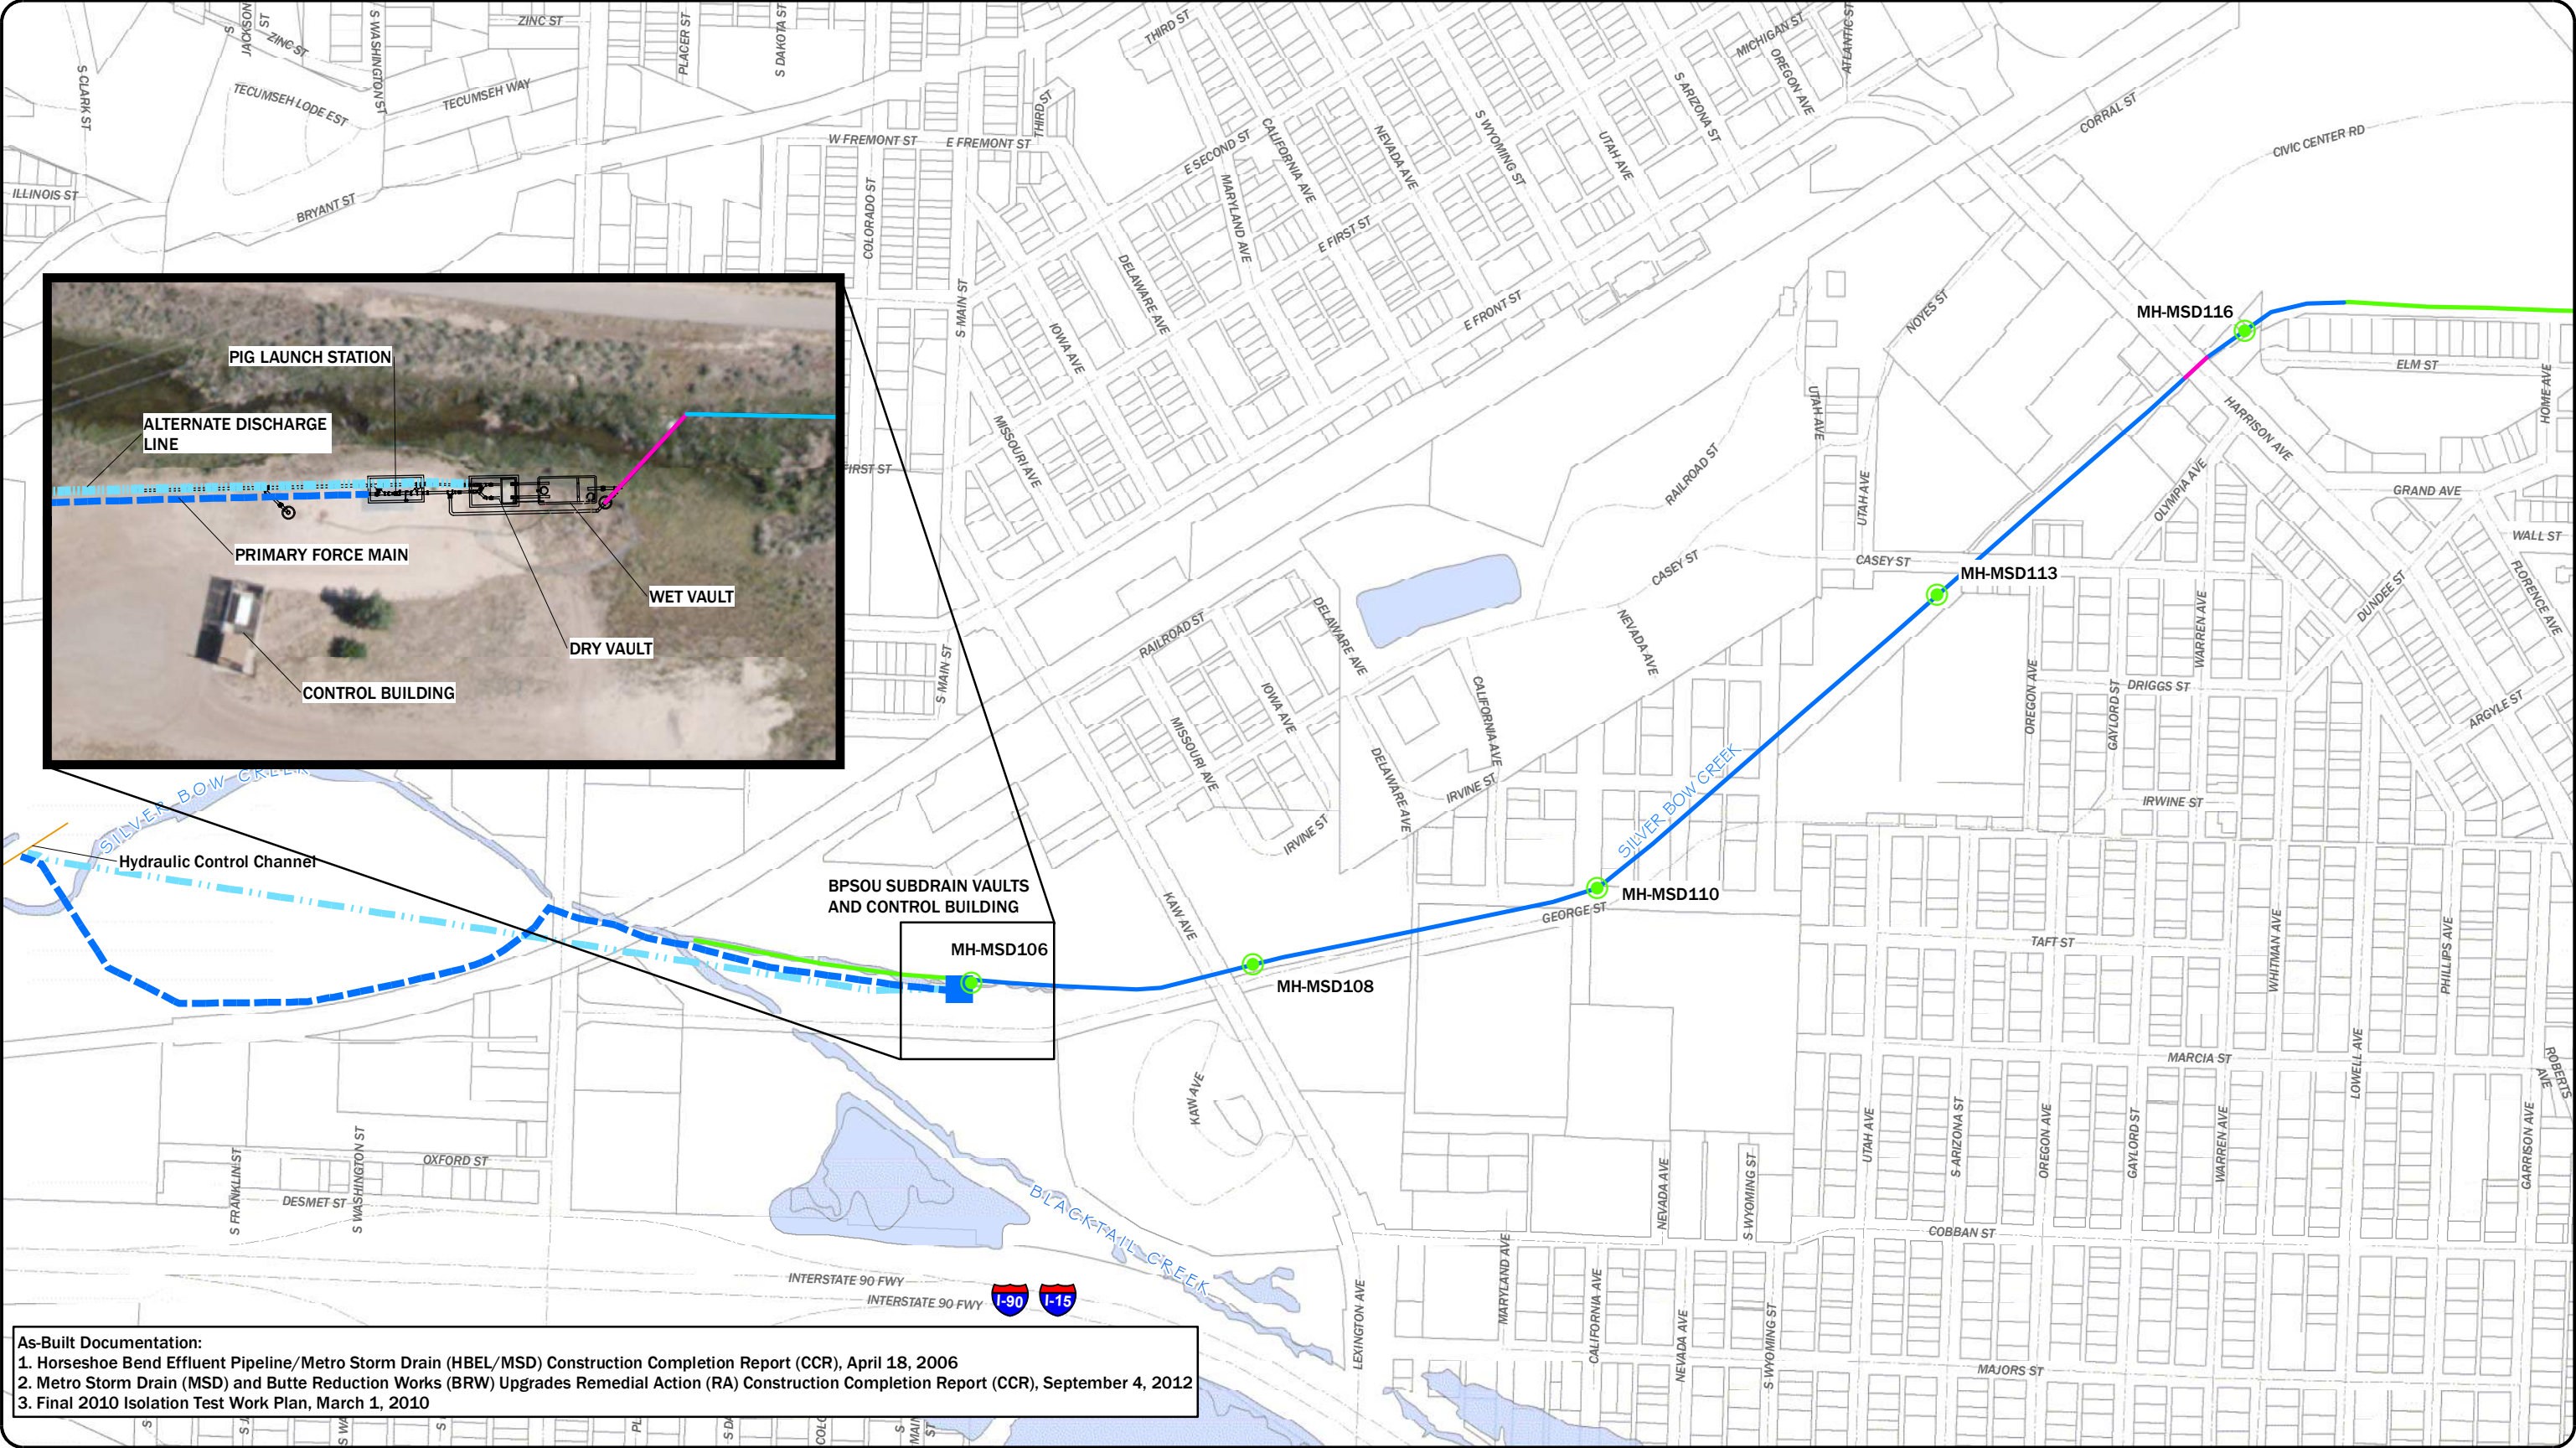 S JACKSON ST
ZINC ST
S WASHINGTON ST
ZINC ST
PLACER ST
S DAKOTA ST
THIRD ST
MICHIGAN ST
OREGON AVE
ATLANTIC ST
S CLARK ST
TECUMSEH LODE EST
TECUMSEH WAY
THIRD ST
S ARIZONA ST
CORRAL ST
CIVIC CENTER RD
W FREMONT ST
E FREMONT ST
E SECOND ST
CALIFORNIA AVE
NEVADA AVE
S WYOMING ST
UTAH AVE
ILLINOIS ST
BRYANT ST
COLORADO ST
MARYLAND AVE
E FIRST ST
DELAWARE AVE
S MAIN ST
IOWA AVE
E FRONT ST
NOYES ST
MH-MSD116
ELM ST
HOME AVE
PIG LAUNCH STATION
ALTERNATE DISCHARGE
LINE
PRIMARY FORCE MAIN
WET VAULT
DRY VAULT
CONTROL BUILDING
FIRST ST
MISSOURI AVE
UTAH AVE
HARRISON AVE
RAILROAD ST
UTAH AVE
OLYMPIA AVE
GRAND AVE
WALL ST
CASEY ST
CASEY ST
MH-MSD113
FLORENCE AVE
DUNDEE ST
RAILROAD ST
DELAWARE AVE
NEVADA AVE
WARREN AVE
S MAIN ST
OREGON AVE
DRIGGS ST
GAYLORD ST
ARGYLE ST
MISSOURI AVE
IOWA AVE
CALIFORNIA AVE
DELAWARE AVE
IRVINE ST
IRVINE ST
SILVER BOW CREEK
IRWINE ST
SILVER BOW CREEK
Hydraulic Control Channel
BPSOU SUBDRAIN VAULTS
AND CONTROL BUILDING
MH-MSD106
KAW AVE
MH-MSD110
GEORGE ST
MH-MSD108
TAFT ST
WHITMAN AVE
PHILLIPS AVE
KAW AVE
MARCIA ST
LOWELL AVE
ROBERTS AVE
S FRANKLIN ST
S WASHINGTON ST
OXFORD ST
DESMET ST
BLACKTAIL CREEK
NEVADA AVE
S WYOMING ST
UTAH AVE
S ARIZONA ST
OREGON AVE
GAYLORD ST
WARREN AVE
GARRISON AVE
COBBAN ST
INTERSTATE 90 FWY
INTERSTATE 90 FWY
I-90
I-15
LEXINGTON AVE
MARYLAND AVE
CALIFORNIA AVE
NEVADA AVE
S WYOMING ST
MAJORS ST
As-Built Documentation:
1. Horseshoe Bend Effluent Pipeline/Metro Storm Drain (HBEL/MSD) Construction Completion Report (CCR), April 18, 2006
2. Metro Storm Drain (MSD) and Butte Reduction Works (BRW) Upgrades Remedial Action (RA) Construction Completion Report (CCR), September 4, 2012
3. Final 2010 Isolation Test Work Plan, March 1, 2010